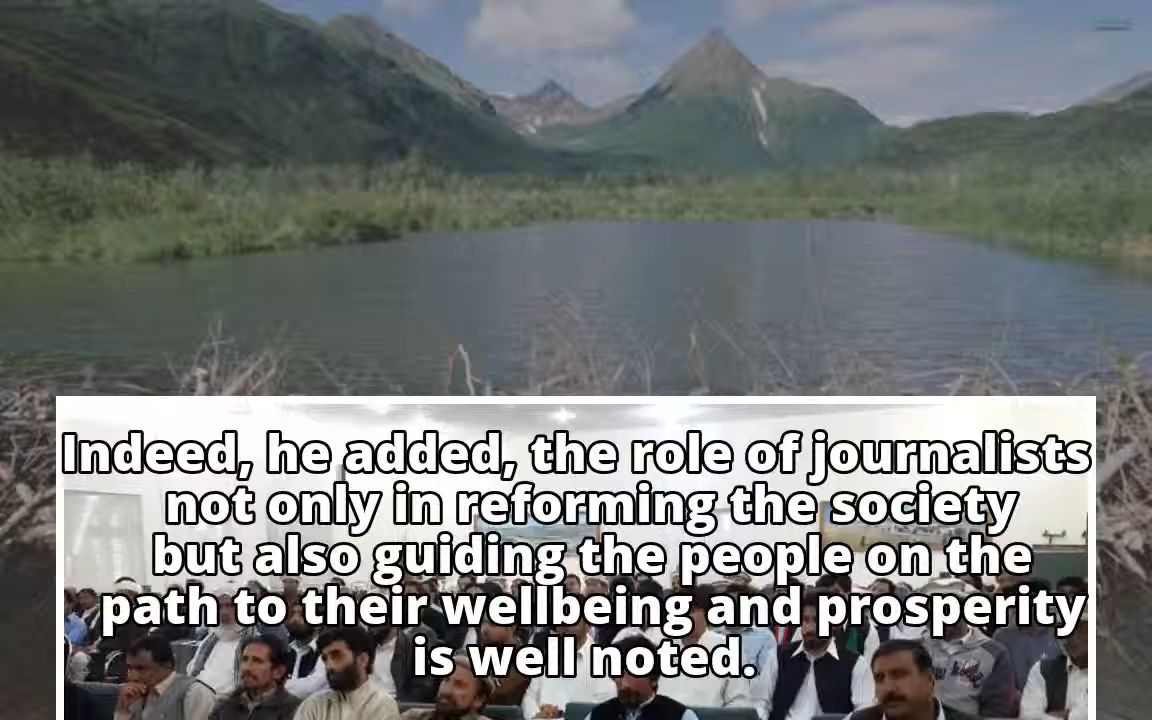 Indeed, he added, the role of journalists
not only in reforming the society
but also guiding the people on the
path to their wellbeing and prosperity
is well noted.